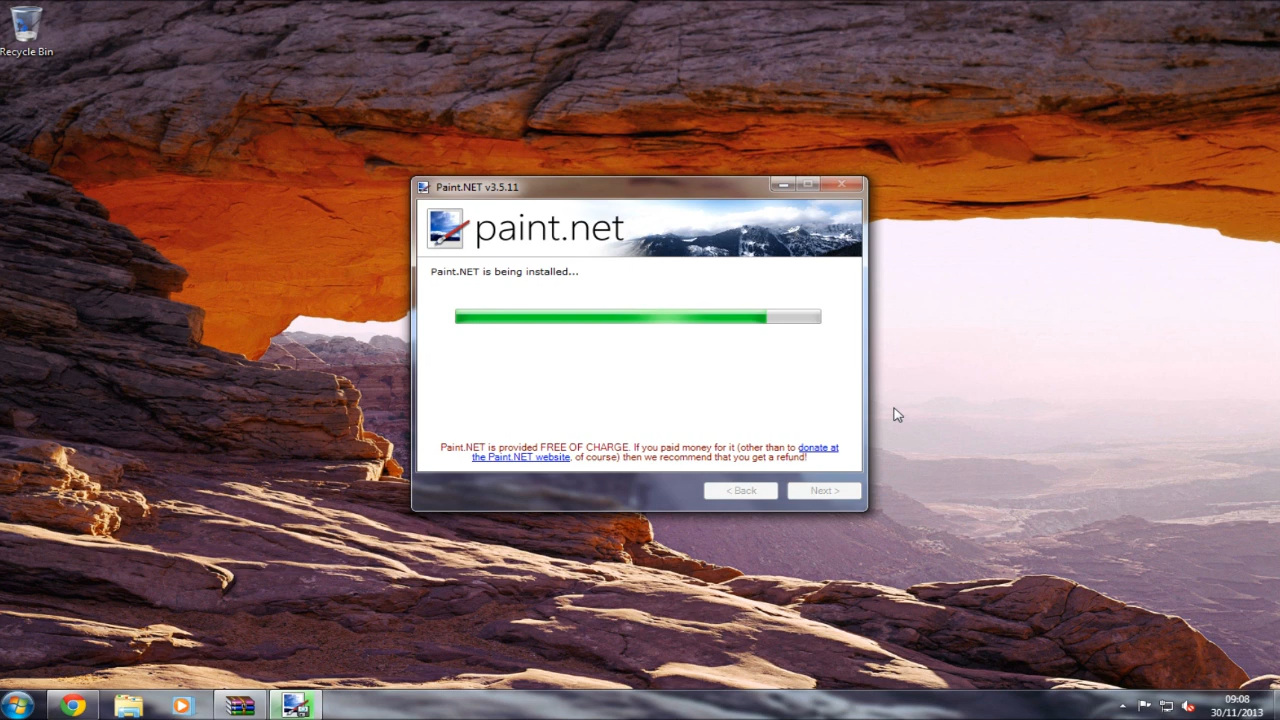 Recycle Bin
Paint.NET v3.5.11
paint.net
Paint.NET is being installed...
Paint.NET is provided FREE OF CHARGE. If you paid money for it (other than to donate at
the Paint.NET website, of course) then we recommend that you get a refund!
< Back
Next >
09:08
30/11/2013